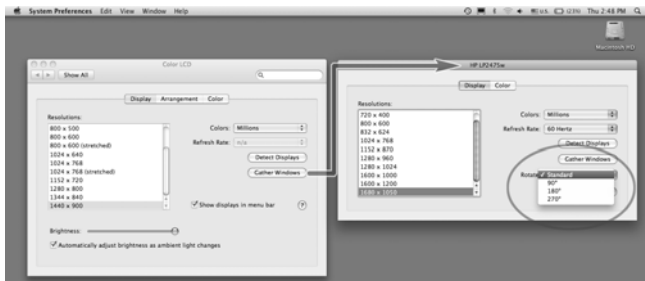 System Preferences Edit View Window Help
(23%) Thu 2:48 PM
Macintosh HD
Color LCD
Show All
Display Arrangement Color
Resolutions:
800 x 500
800 x 600
800 x 600 (stretched)
1024 x 640
1024 x 768
1024 x 768 (stretched)
1152 x 720
1280 x 800
1344 x 840
1440 x 900
Colors: Millions
Refresh Rate: n/a
Detect Displays
Gather Windows
Show displays in menu bar
?
Brightness:
Automatically adjust brightness as ambient light changes
HP LP2475w
Display Color
Resolutions:
720 x 400
800 x 600
832 x 624
1024 x 768
1152 x 870
1280 x 960
1280 x 1024
1600 x 1000
1600 x 1200
1680 x 1050
Colors: Millions
Refresh Rate: 60 Hertz
Detect Displays
Gather Windows
Rotate Standard
90°
180°
270°